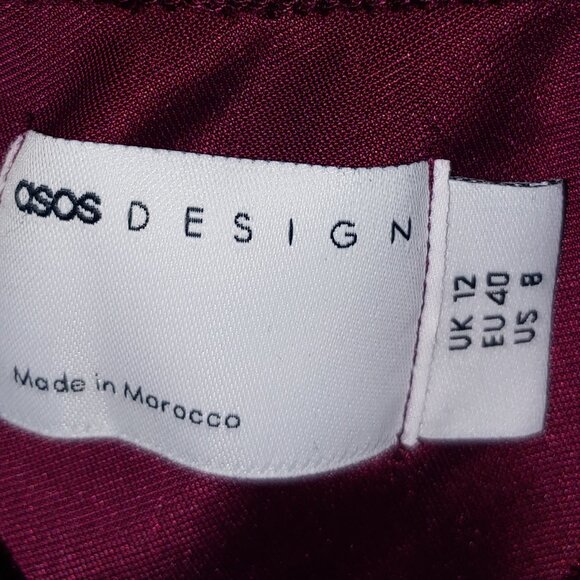 asos DESIGN
Made in Morocco
UK 12
EU 40
US 8